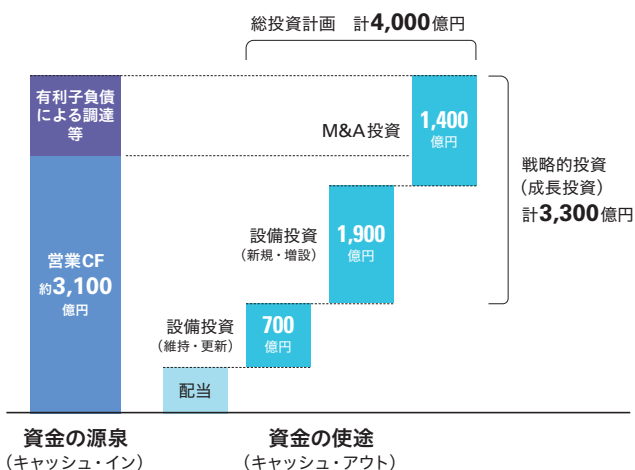 総投資計画 計4,000億円
有利子負債
による調達
等
営業CF
約3,100
億円
M&A投資
1,400
億円
戦略的投資
(成長投資)
計3,300億円
設備投資
(新規・増設)
1,900
億円
設備投資
(維持・更新)
700
億円
配当
資金の源泉
(キャッシュ・イン)
資金の使途
(キャッシュ・アウト)